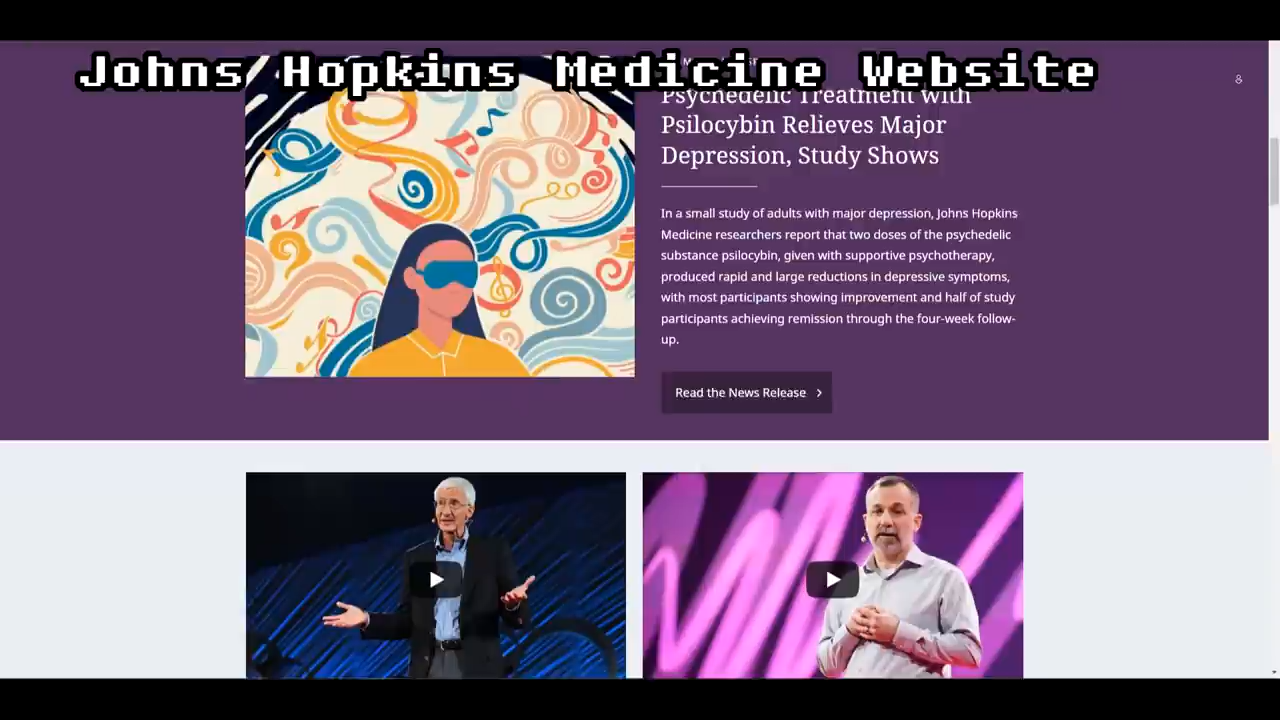 Johns Hopkins Medicine Website
Psychedelic Treatment with
Psilocybin Relieves Major
Depression, Study Shows
In a small study of adults with major depression, Johns Hopkins
Medicine researchers report that two doses of the psychedelic
substance psilocybin, given with supportive psychotherapy,
produced rapid and large reductions in depressive symptoms,
with most participants showing improvement and half of study
participants achieving remission through the four-week follow-
up.
Read the News Release